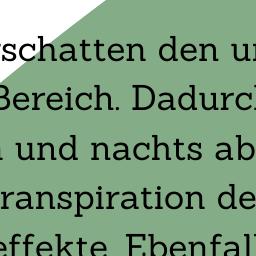 schatten den u
Bereich. Dadurc
und nachts ab
ranspiration de
effekte. Ebenfal